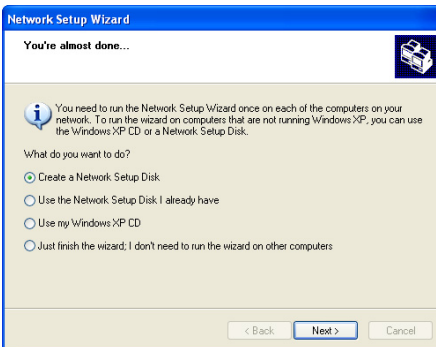 Network Setup Wizard
You're almost done...
You need to run the Network Setup Wizard once on each of the computers on your
network. To run the wizard on computers that are not running Windows XP, you can use
the Windows XP CD or a Network Setup Disk.
What do you want to do?
Create a Network Setup Disk
Use the Network Setup Disk I already have
Use my Windows XP CD
Just finish the wizard; I don't need to run the wizard on other computers
< Back Next > Cancel